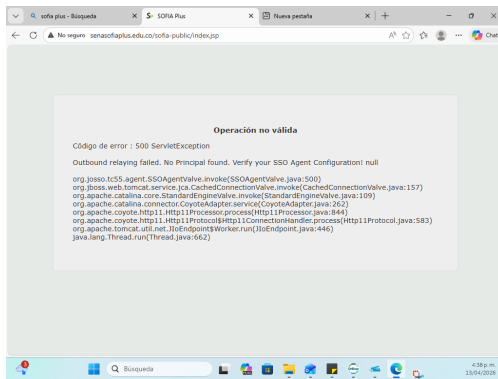 sofia plus - Búsqueda
S SOFIA Plus
Nueva pestaña
No seguro senasofiaplus.edu.co/sofia-public/index.jsp
Chat
Operación no válida
Código de error : 500 ServletException
Outbound relaying failed. No Principal found. Verify your SSO Agent Configuration! null
org.josso.tc55.agent.SSOAgentValve.invoke(SSOAgentValve.java:500)
org.jboss.web.tomcat.service.jca.CachedConnectionValve.invoke(CachedConnectionValve.java:157)
org.apache.catalina.core.StandardEngineValve.invoke(StandardEngineValve.java:109)
org.apache.catalina.connector.CoyoteAdapter.service(CoyoteAdapter.java:262)
org.apache.coyote.http11.Http11Processor.process(Http11Processor.java:844)
org.apache.coyote.http11.Http11Protocol$Http11ConnectionHandler.process(Http11Protocol.java:583)
org.apache.tomcat.util.net.JIoEndpoint$Worker.run(JIoEndpoint.java:446)
java.lang.Thread.run(Thread.java:662)
Búsqueda
4:38 p. m.
13/04/2026